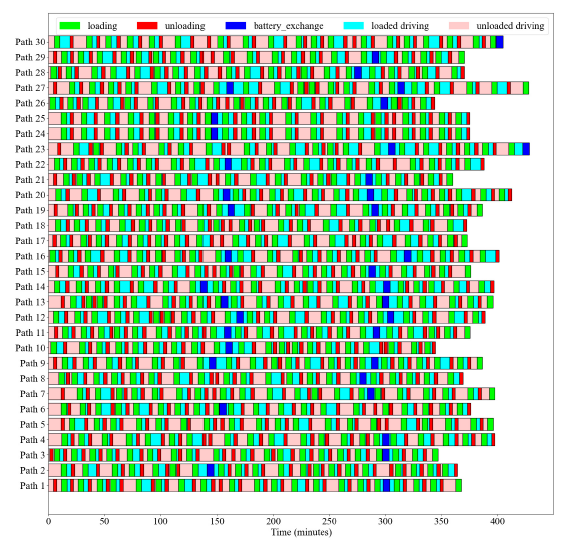 loading unloading battery_exchange loaded driving unloaded driving
Path 30
Path 29
Path 28
Path 27
Path 26
Path 25
Path 24
Path 23
Path 22
Path 21
Path 20
Path 19
Path 18
Path 17
Path 16
Path 15
Path 14
Path 13
Path 12
Path 11
Path 10
Path 9
Path 8
Path 7
Path 6
Path 5
Path 4
Path 3
Path 2
Path 1
0 50 100 150 200 250 300 350 400
Time (minutes)